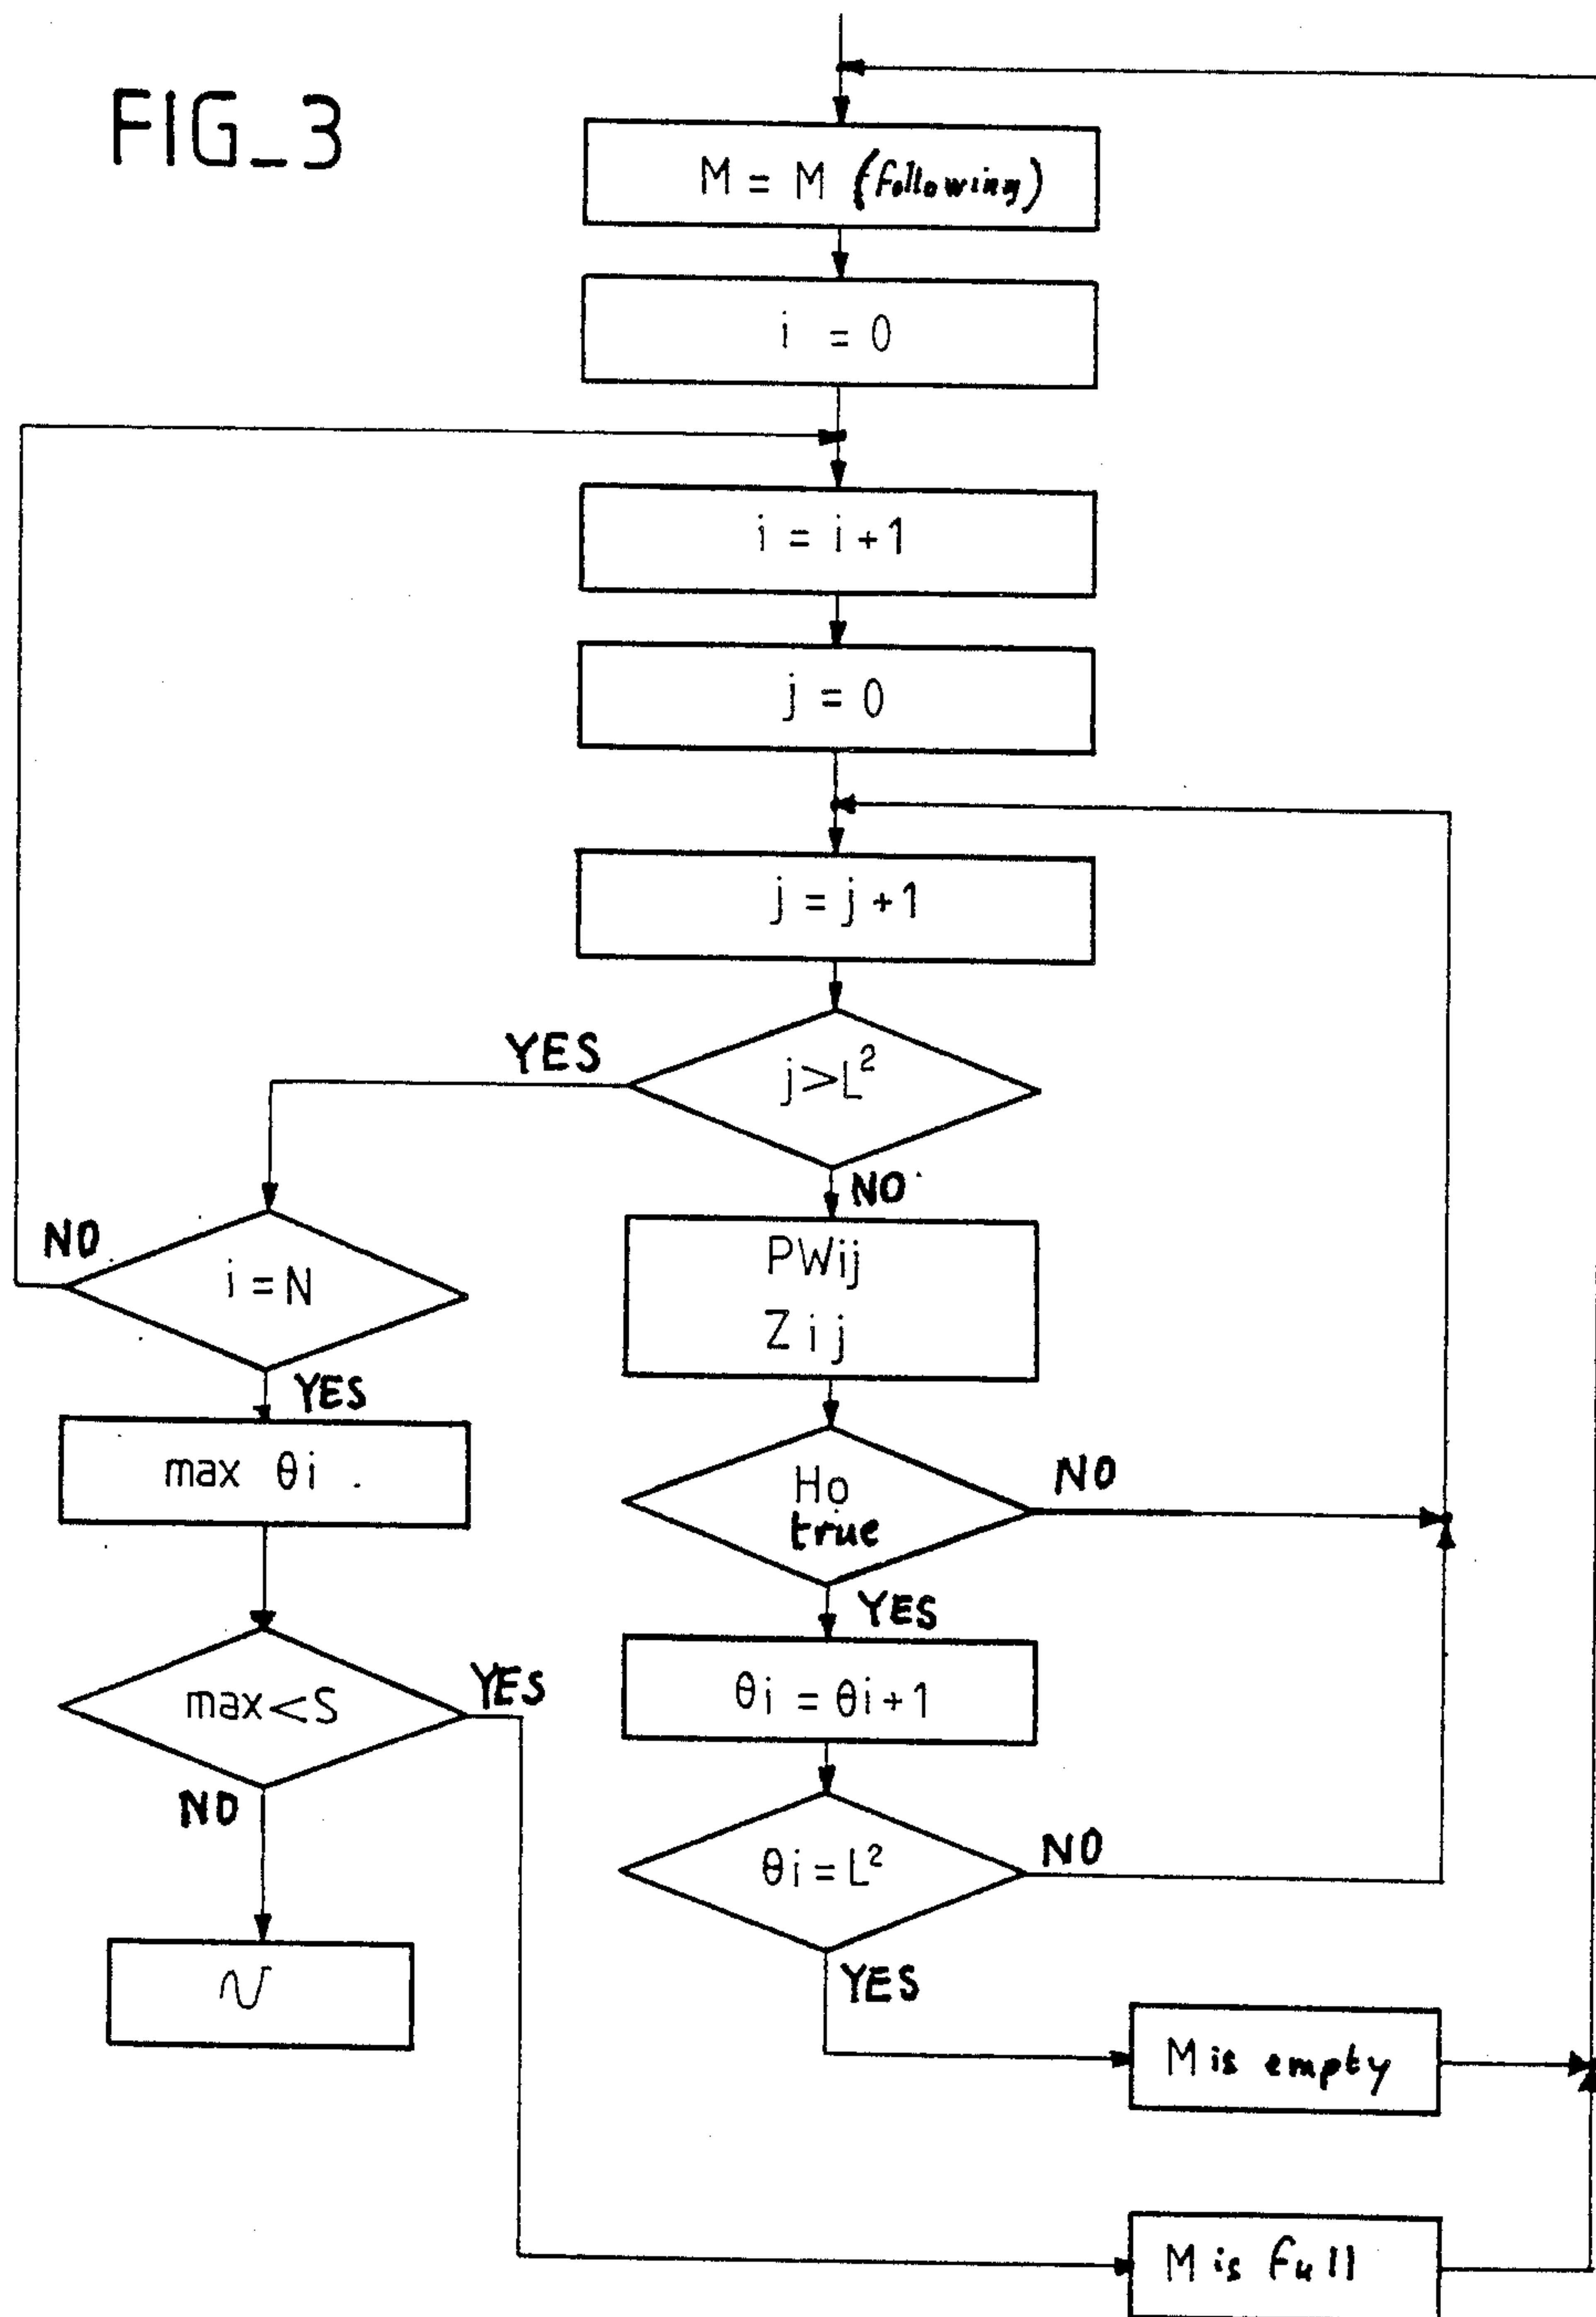 FIG_3
M = M (following)
i = 0
i = i+1
j = 0
j = j+1
YES
j>L²
NO
NO
i=N
PWij
Zij
YES
max θi
Ho
true
NO
YES
max<S
YES
θi = θi+1
NO
θi=L²
NO
YES
M is empty
M is full